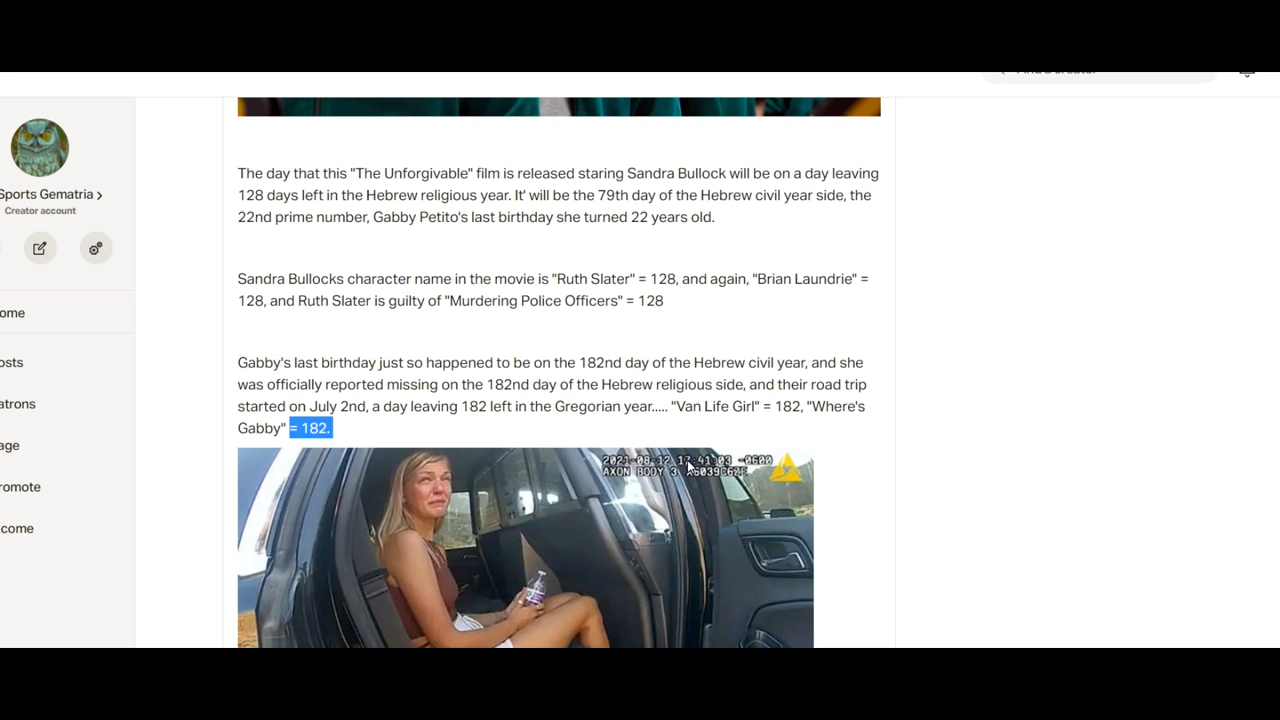 Sports Gematria
Creator account
ome
osts
atrons
age
romote
come
The day that this "The Unforgivable" film is released staring Sandra Bullock will be on a day leaving
128 days left in the Hebrew religious year. It' will be the 79th day of the Hebrew civil year side, the
22nd prime number, Gabby Petito's last birthday she turned 22 years old.
Sandra Bullocks character name in the movie is "Ruth Slater" = 128, and again, "Brian Laundrie" =
128, and Ruth Slater is guilty of "Murdering Police Officers" = 128
Gabby's last birthday just so happened to be on the 182nd day of the Hebrew civil year, and she
was officially reported missing on the 182nd day of the Hebrew religious side, and their road trip
started on July 2nd, a day leaving 182 left in the Gregorian year..... "Van Life Girl" = 182, "Where's
Gabby" = 182.
2021-08-12 17:41:03 -0600
AXON BODY 3